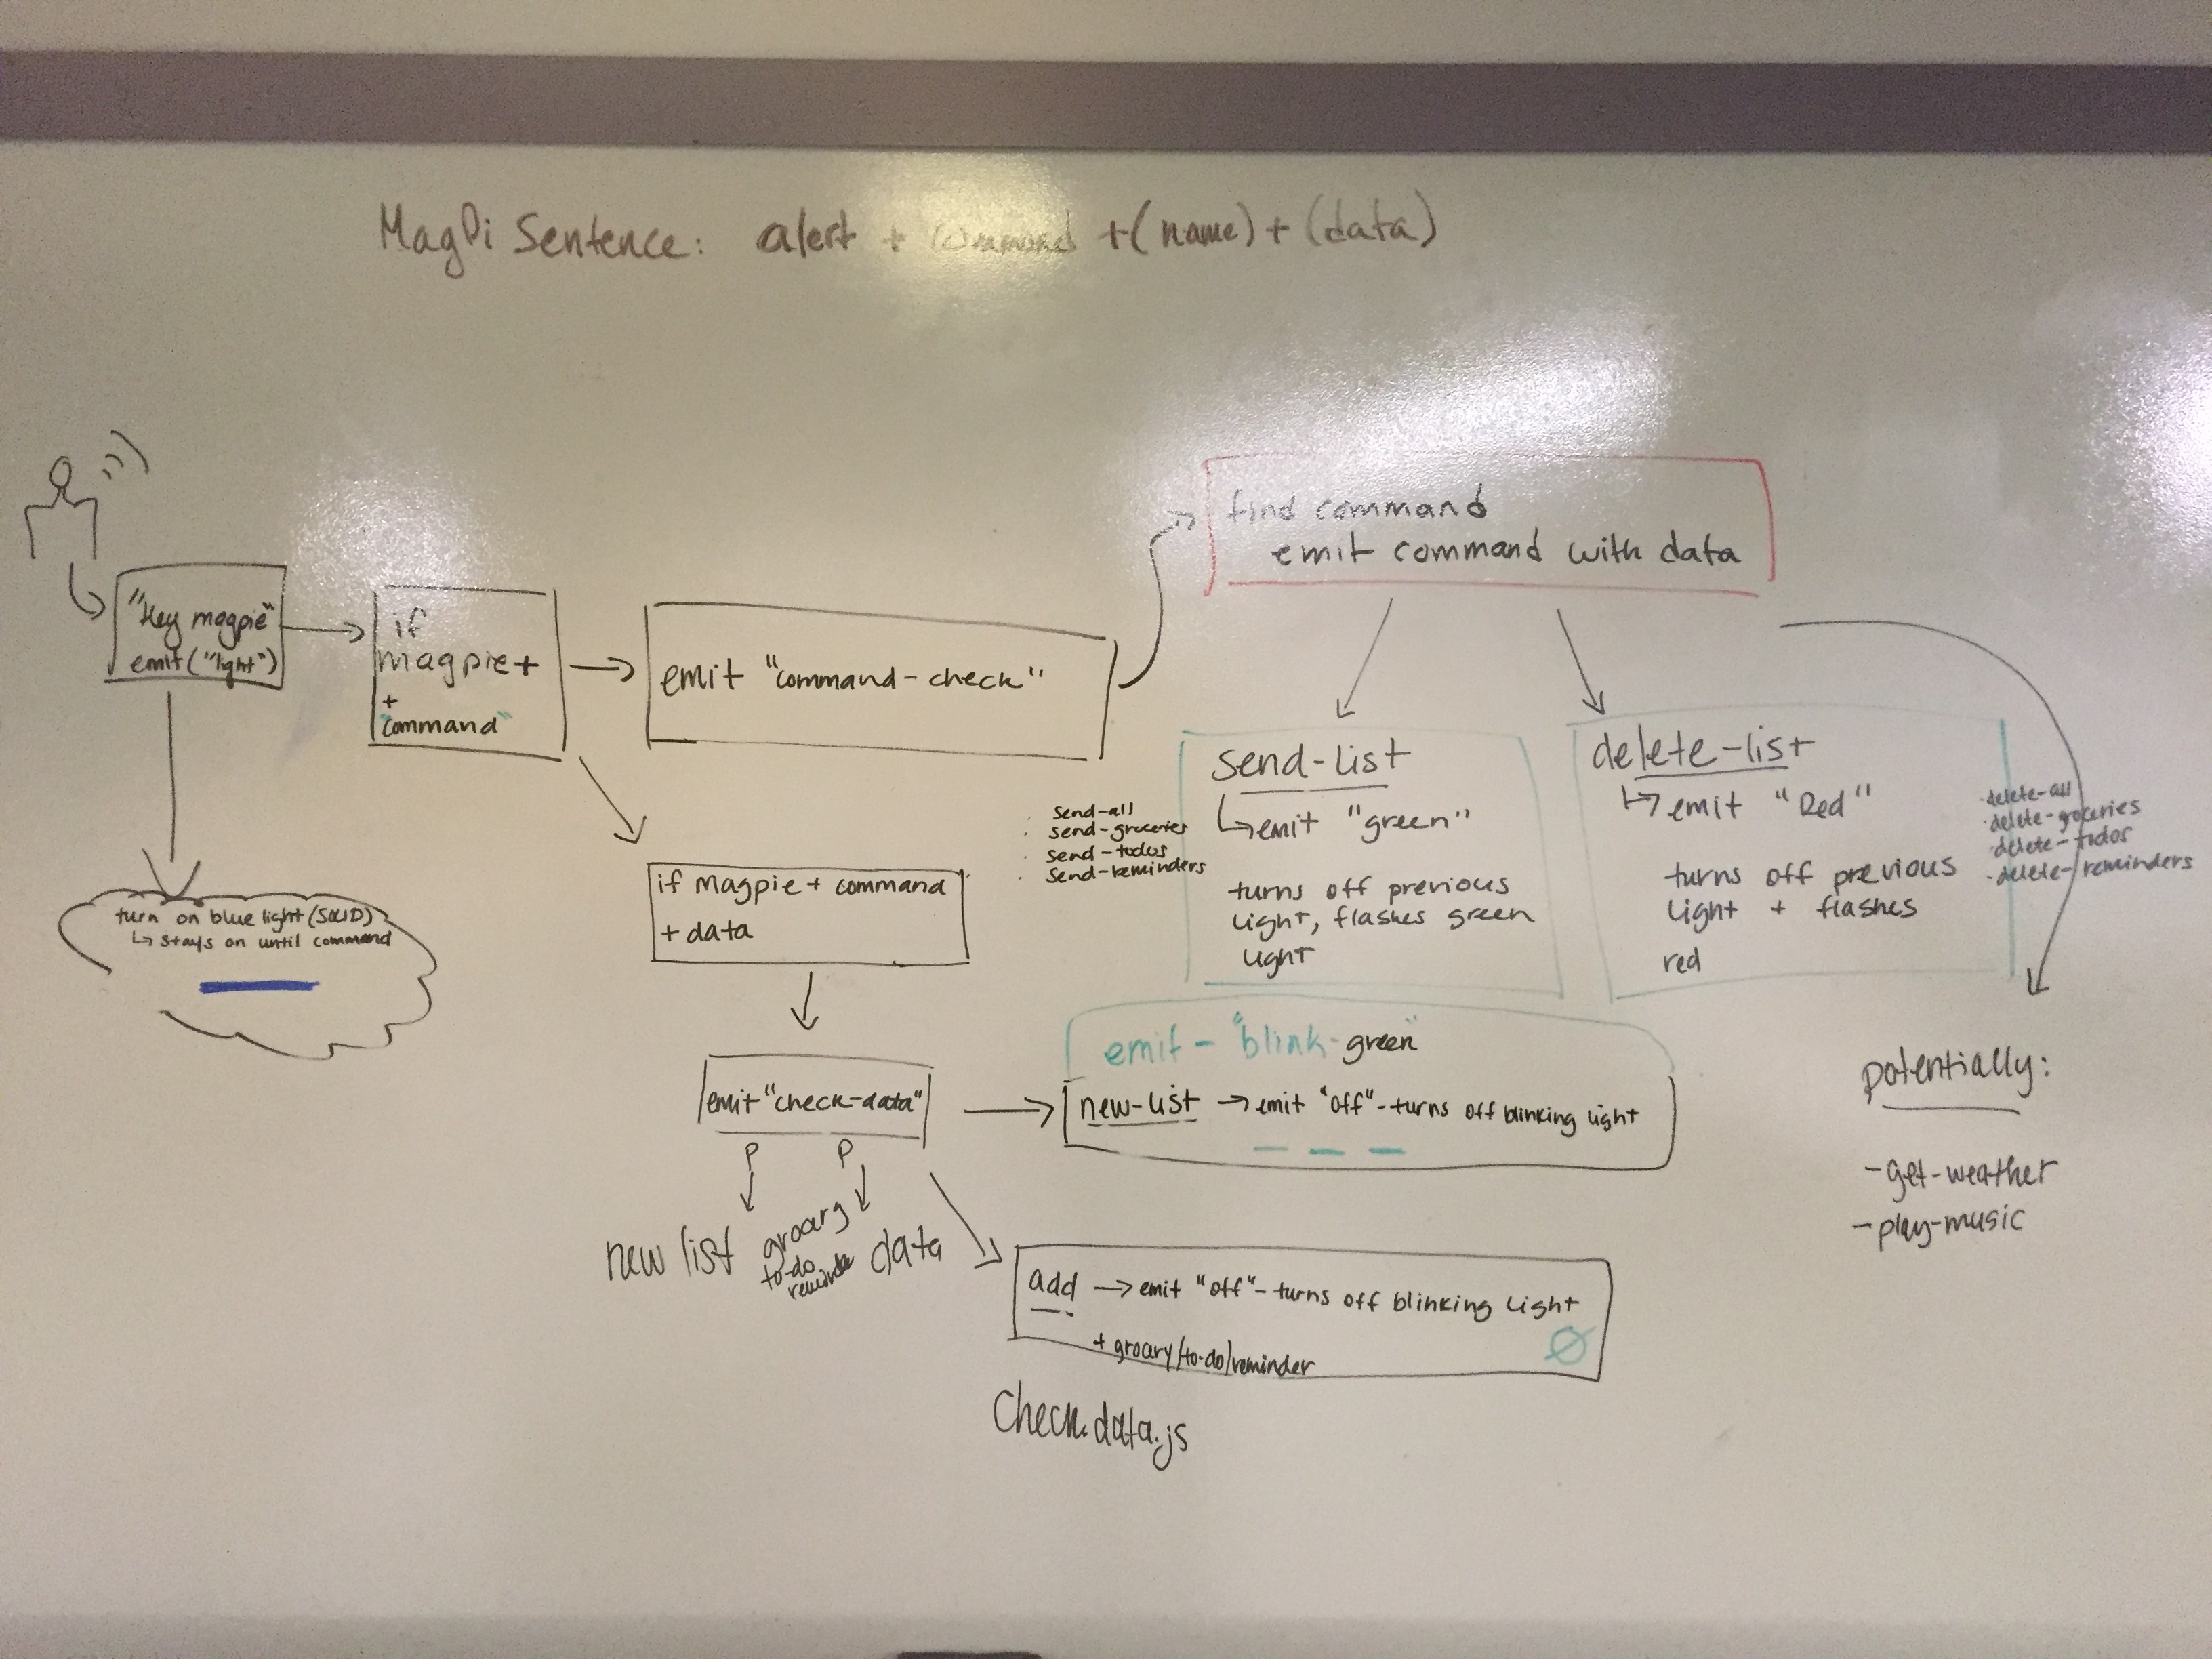 MagPi Sentence: alert + command + (name) + (data)
"Hey magpie"
emit("light")
turn on blue light (SOLID)
↳ stays on until command
if
magpie +
+
"command"
emit "command-check"
find command
emit command with data
send-list
↳ emit "green"
turns off previous
light, flashes green
light
· send-all
· send-groceries
· send-todos
· send-reminders
delete-list
↳ emit "Red"
turns off previous
light + flashes
red
· delete-all
· delete-groceries
· delete-todos
· delete-reminders
potentially:
- get-weather
- play-music
if magpie + command
+ data
emit "check-data"
P P
new list
groary
to-do
reminder
data
emit - "blink-green"
new-list → emit "off" - turns off blinking light
add → emit "off" - turns off blinking light
+ groary/to-do/reminder
Ø
Check.data.js